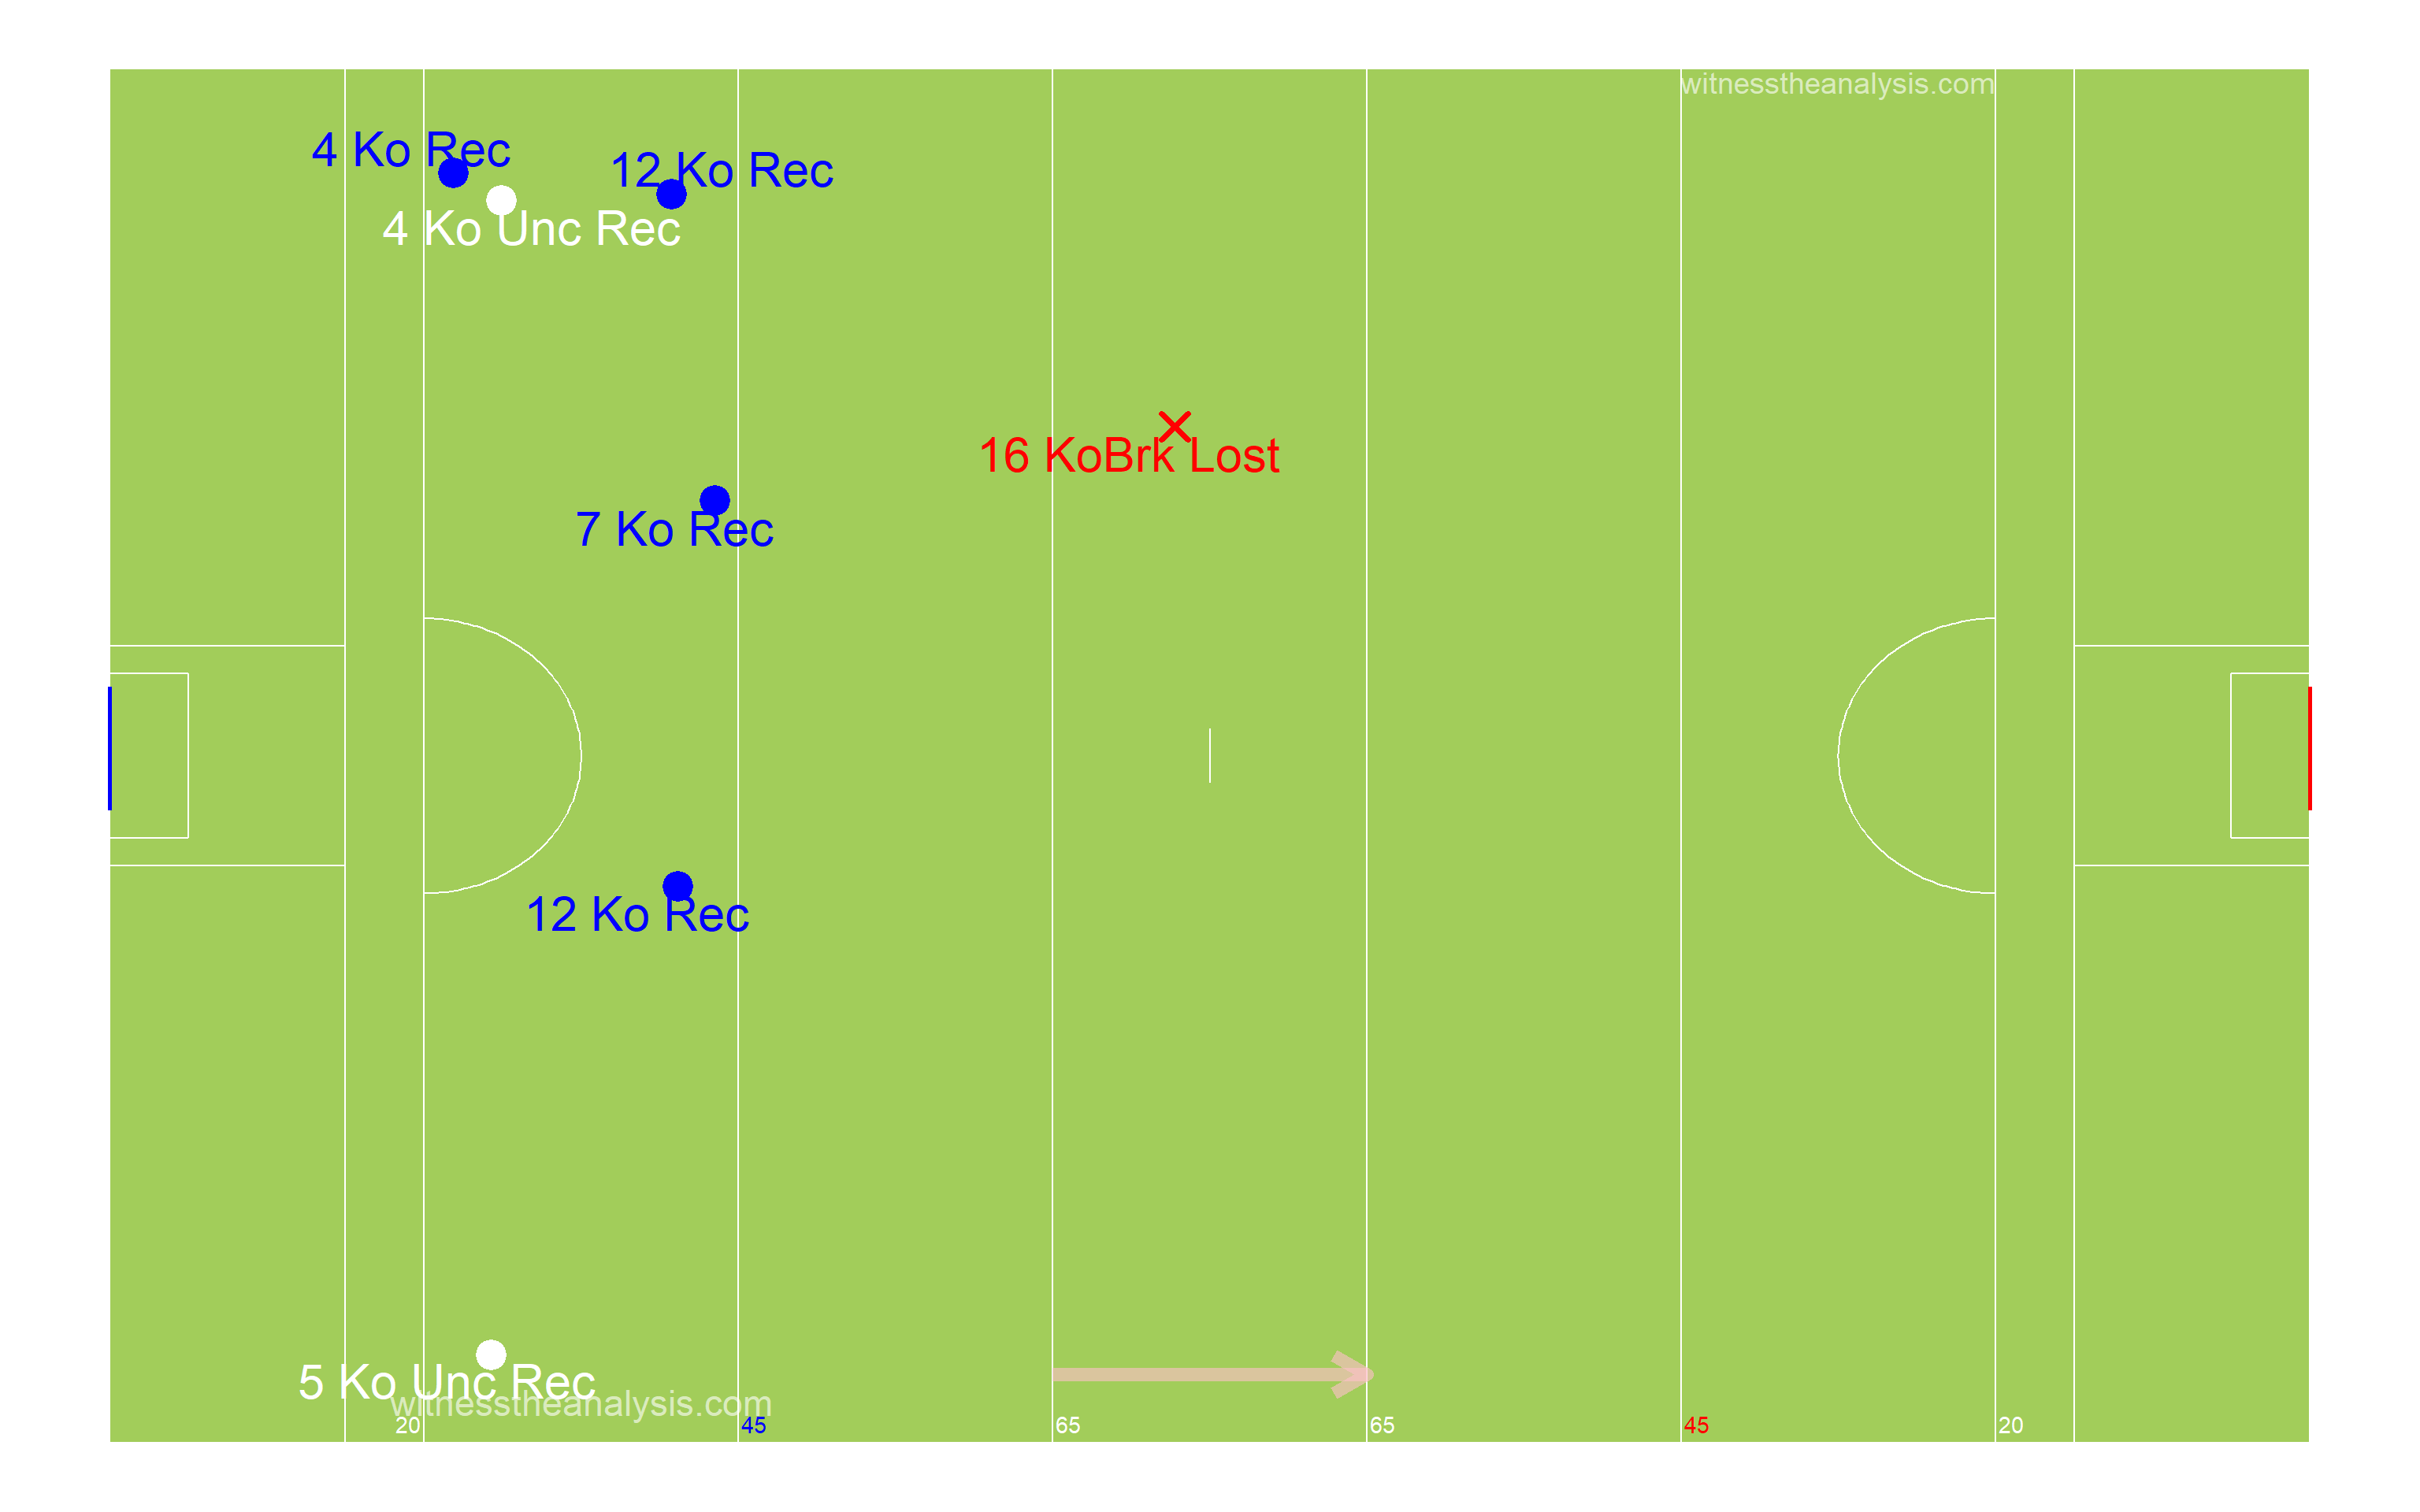 witnesstheanalysis.com
4 Ko Rec
12 Ko Rec
4 Ko Unc Rec
16 KoBrk Lost
7 Ko Rec
12 Ko Rec
5 Ko Unc Rec
witnesstheanalysis.com
20
45
65
65
45
20